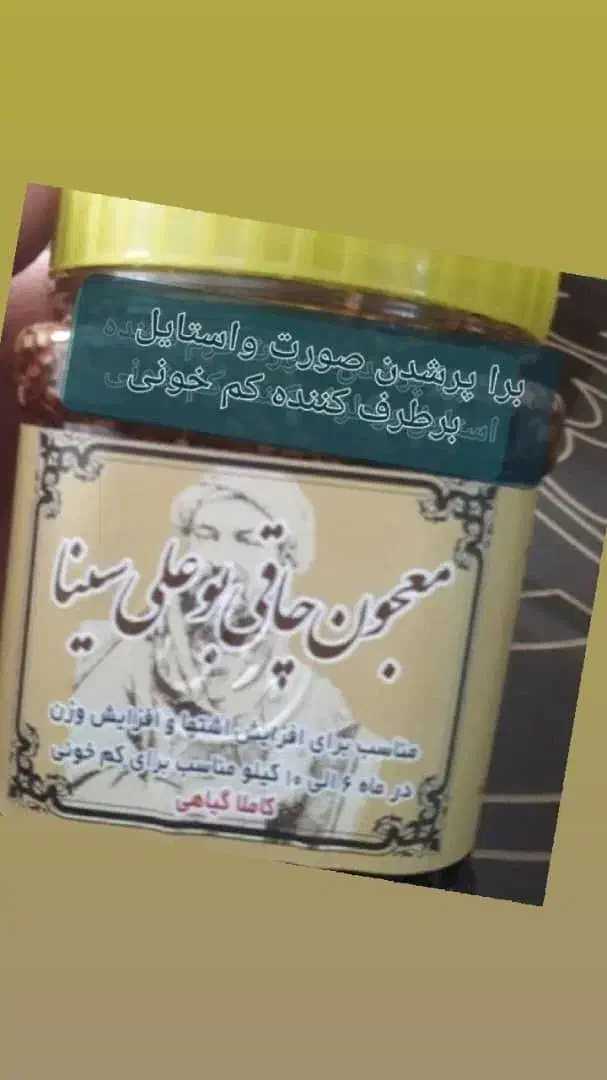 برا پرشدن صورت واستایل
برطرف کننده کم خونی
معجون چاقی بوعلی سینا
مناسب برای افزایش اشتها و افزایش وزن
در ماه ۶ الی ۱۰ کیلو مناسب برای کم خونی
کاملا گیاهی